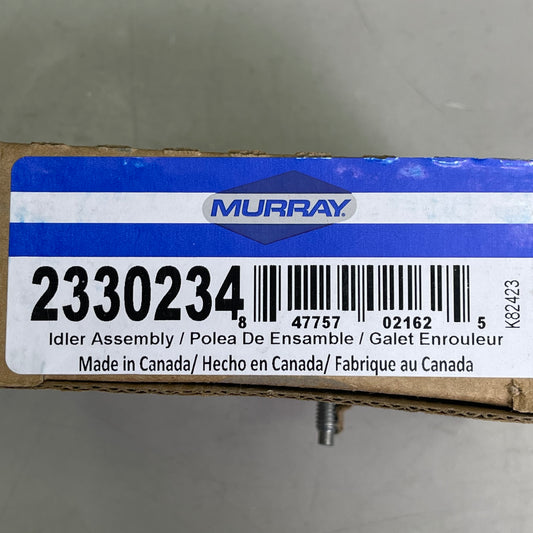 MURRAY.
2330234
8 47757 02162 5
K82423
Idler Assembly / Polea De Ensamble / Galet Enrouleur
Made in Canada/ Hecho en Canada/ Fabrique au Canada